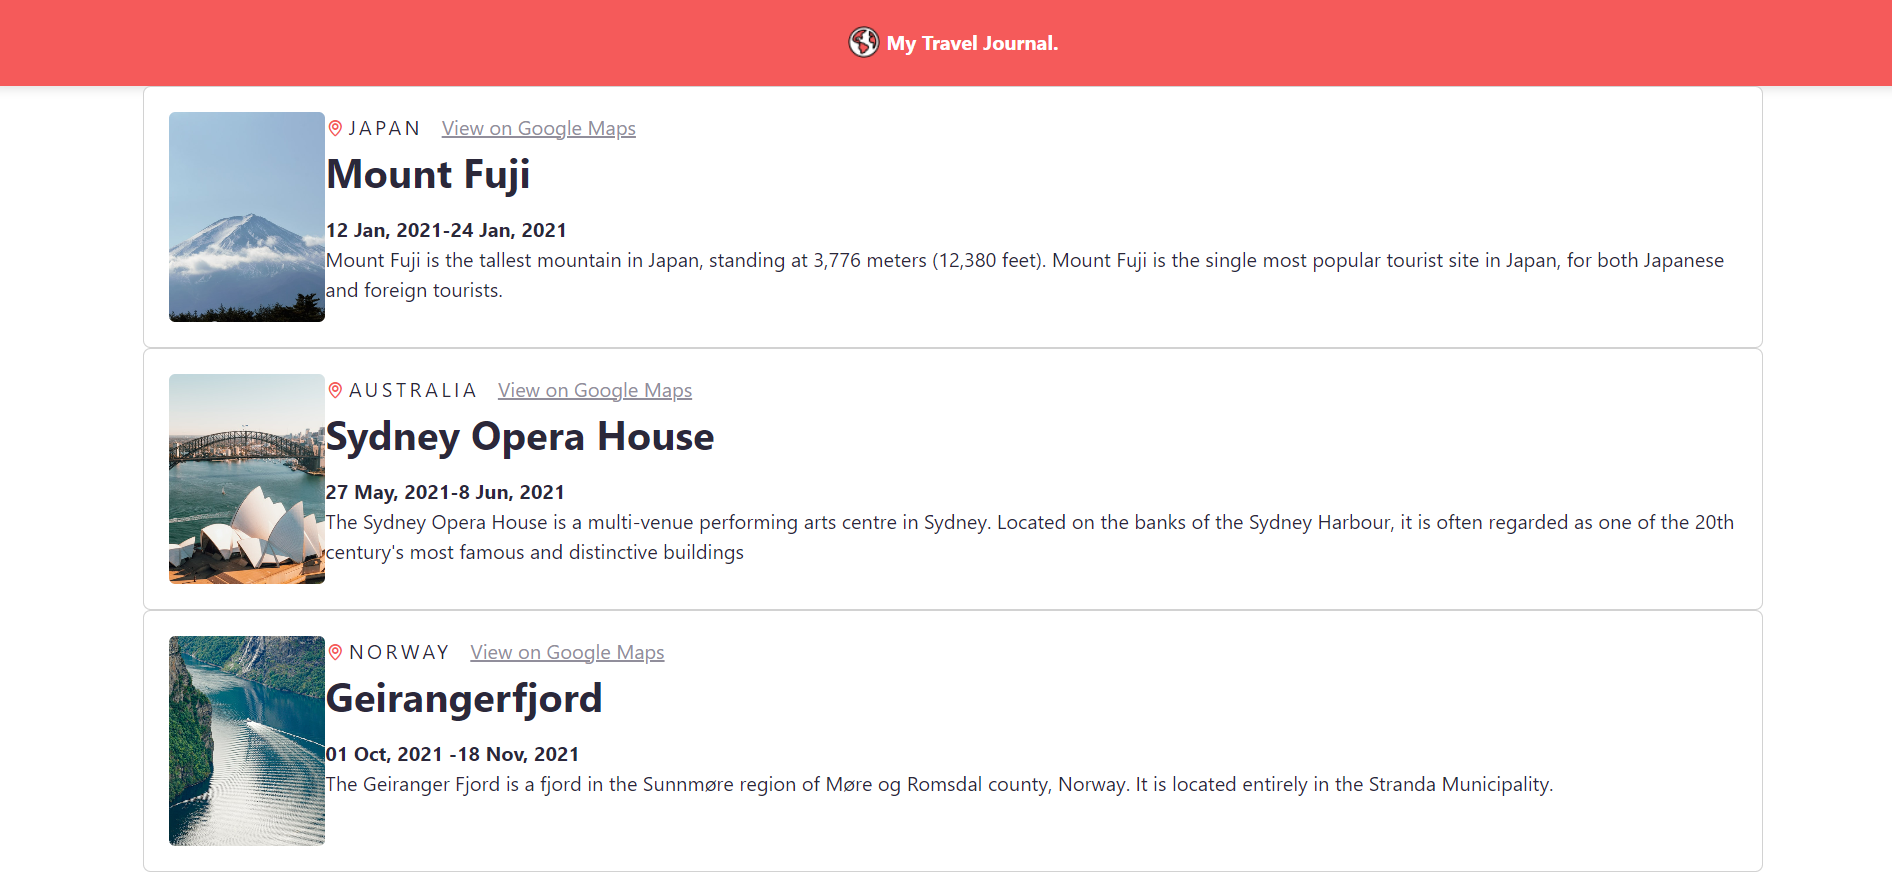 My Travel Journal.
JAPAN View on Google Maps
Mount Fuji
12 Jan, 2021-24 Jan, 2021
Mount Fuji is the tallest mountain in Japan, standing at 3,776 meters (12,380 feet). Mount Fuji is the single most popular tourist site in Japan, for both Japanese
and foreign tourists.
AUSTRALIA View on Google Maps
Sydney Opera House
27 May, 2021-8 Jun, 2021
The Sydney Opera House is a multi-venue performing arts centre in Sydney. Located on the banks of the Sydney Harbour, it is often regarded as one of the 20th
century's most famous and distinctive buildings
NORWAY View on Google Maps
Geirangerfjord
01 Oct, 2021 -18 Nov, 2021
The Geiranger Fjord is a fjord in the Sunnmøre region of Møre og Romsdal county, Norway. It is located entirely in the Stranda Municipality.